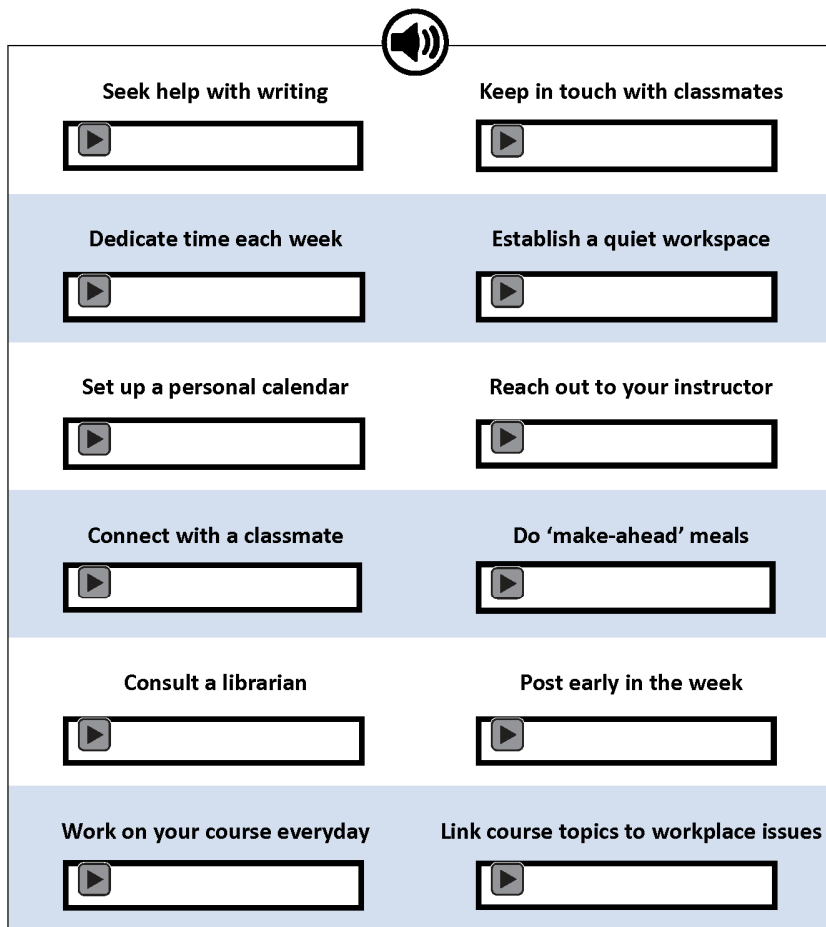 Seek help with writing
Keep in touch with classmates
Dedicate time each week
Establish a quiet workspace
Set up a personal calendar
Reach out to your instructor
Connect with a classmate
Do ‘make-ahead’ meals
Consult a librarian
Post early in the week
Work on your course everyday
Link course topics to workplace issues